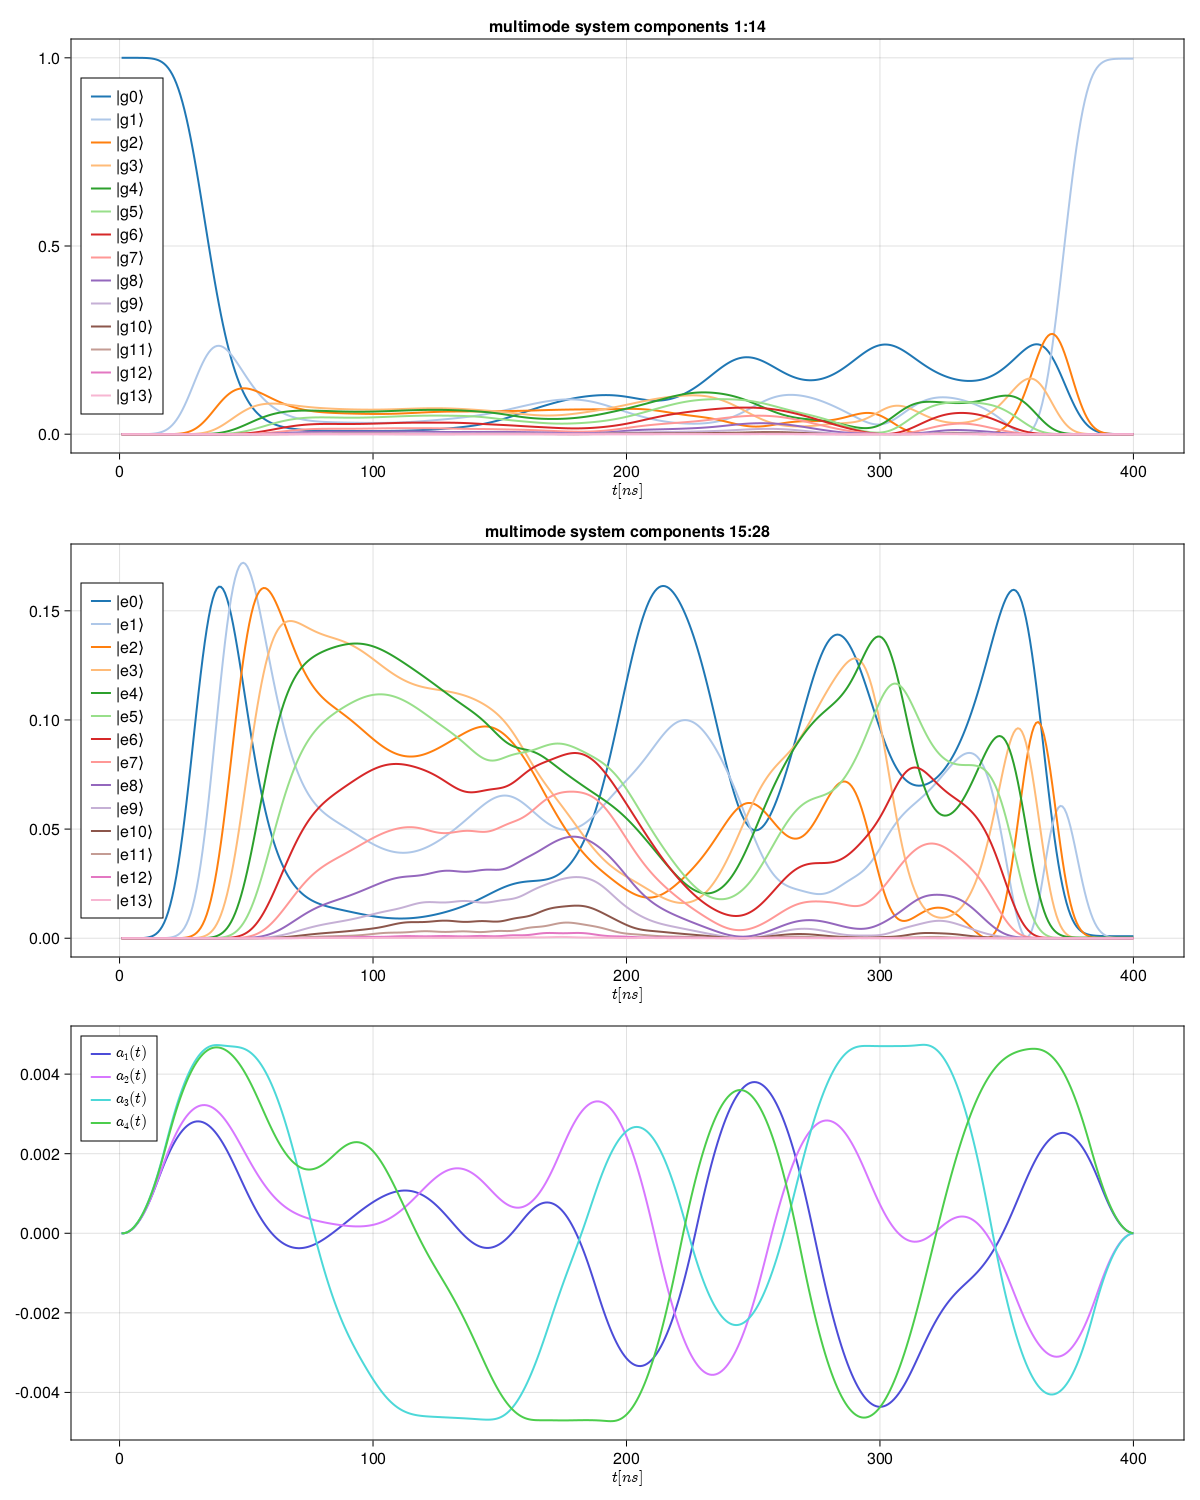 multimode system components 1:14
1.0
0.5
0.0
|g0⟩
|g1⟩
|g2⟩
|g3⟩
|g4⟩
|g5⟩
|g6⟩
|g7⟩
|g8⟩
|g9⟩
|g10⟩
|g11⟩
|g12⟩
|g13⟩
0 100 200 300 400
t[ns]
multimode system components 15:28
0.15
0.10
0.05
0.00
|e0⟩
|e1⟩
|e2⟩
|e3⟩
|e4⟩
|e5⟩
|e6⟩
|e7⟩
|e8⟩
|e9⟩
|e10⟩
|e11⟩
|e12⟩
|e13⟩
0 100 200 300 400
t[ns]
0.004
0.002
0.000
-0.002
-0.004
a₁(t)
a₂(t)
a₃(t)
a₄(t)
0 100 200 300 400
t[ns]